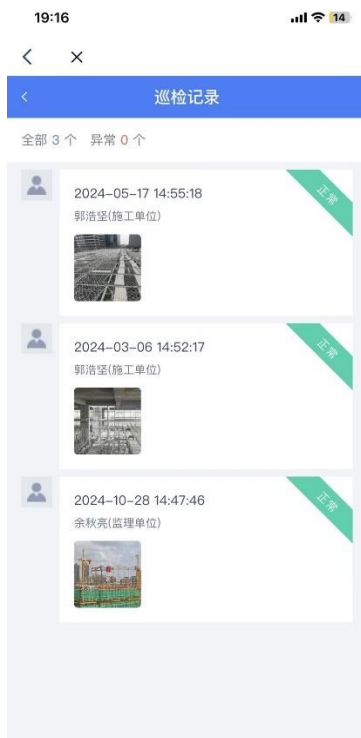 19:16
14
巡检记录
全部 3 个 异常 0 个
2024-05-17 14:55:18
正常
郭浩坚(施工单位)
2024-03-06 14:52:17
正常
郭浩坚(施工单位)
2024-10-28 14:47:46
正常
余秋亮(监理单位)